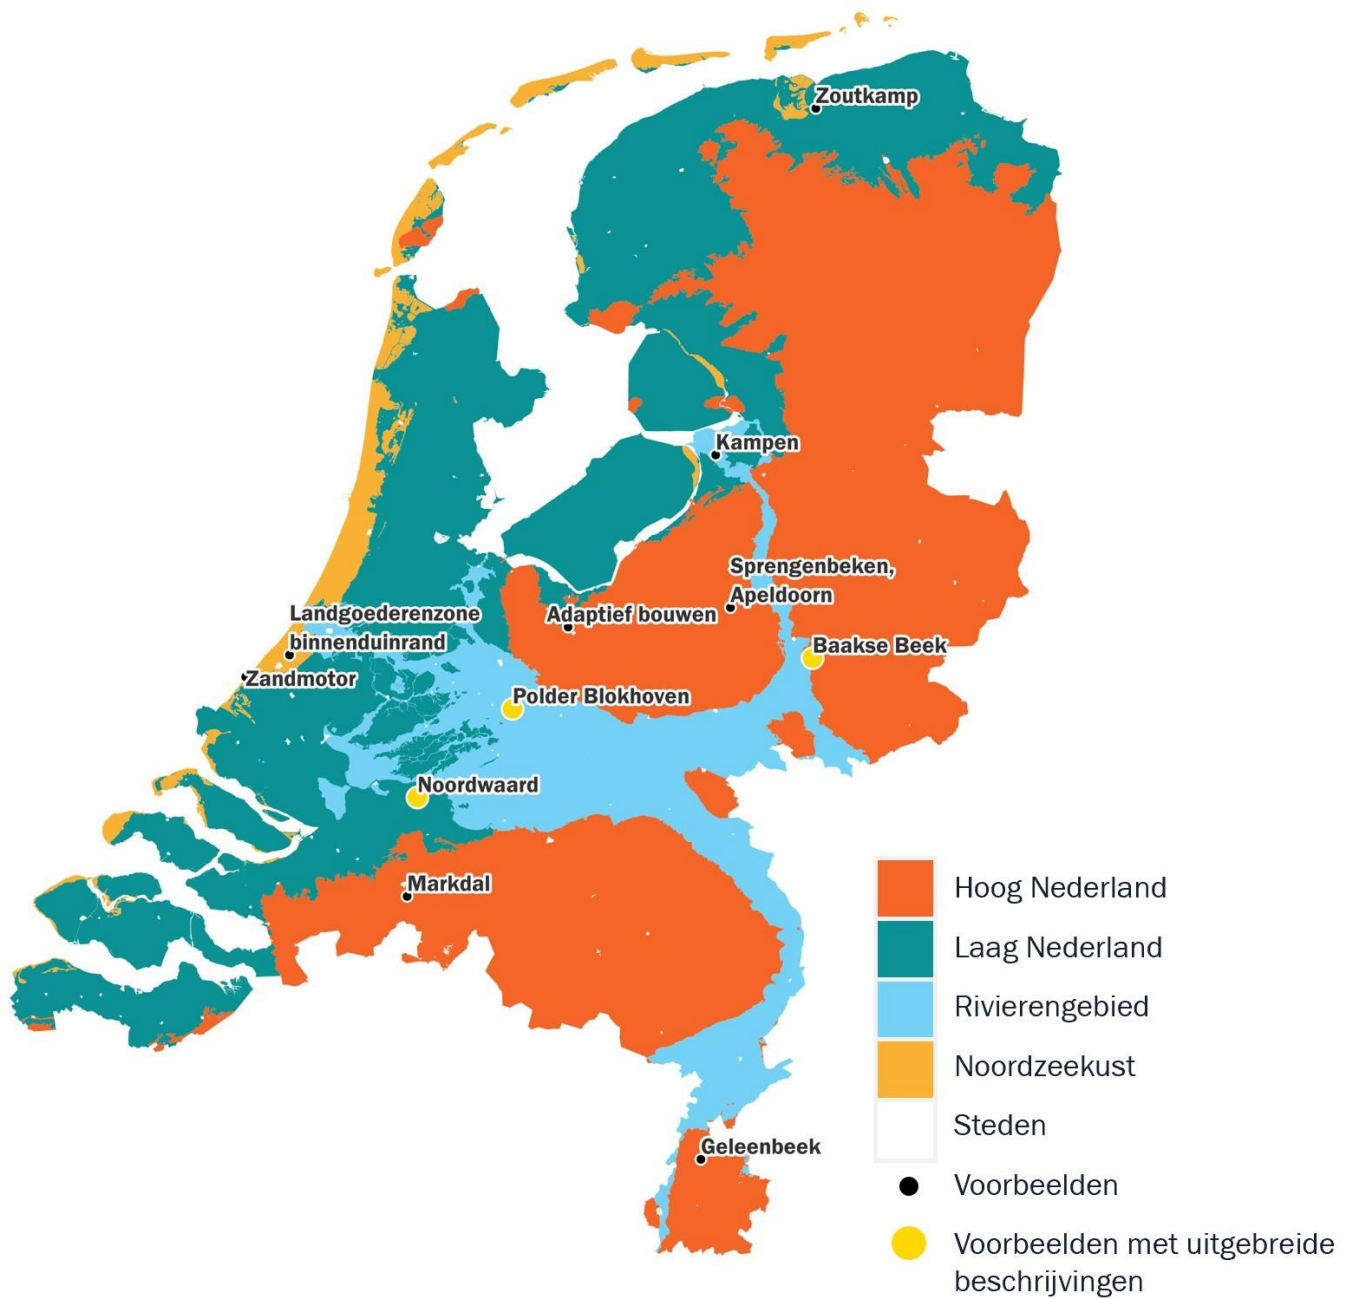 Zoutkamp
Kampen
Sprengenbeken,
Apeldoorn
Landgoederenzone
binnenduinrand
Adaptief bouwen
Baakse Beek
Zandmotor
Polder Blokhoven
Noordwaard
Markdal
Geleenbeek
Hoog Nederland
Laag Nederland
Rivierengebied
Noordzeekust
Steden
Voorbeelden
Voorbeelden met uitgebreide
beschrijvingen